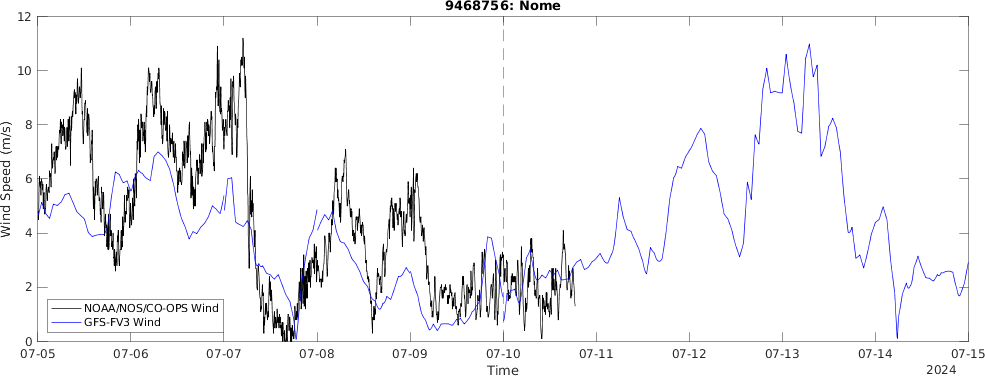 9468756: Nome
12
10
8
6
4
2
0
Wind Speed (m/s)
NOAA/NOS/CO-OPS Wind
GFS-FV3 Wind
07-05 07-06 07-07 07-08 07-09 07-10 07-11 07-12 07-13 07-14 07-15
Time
2024